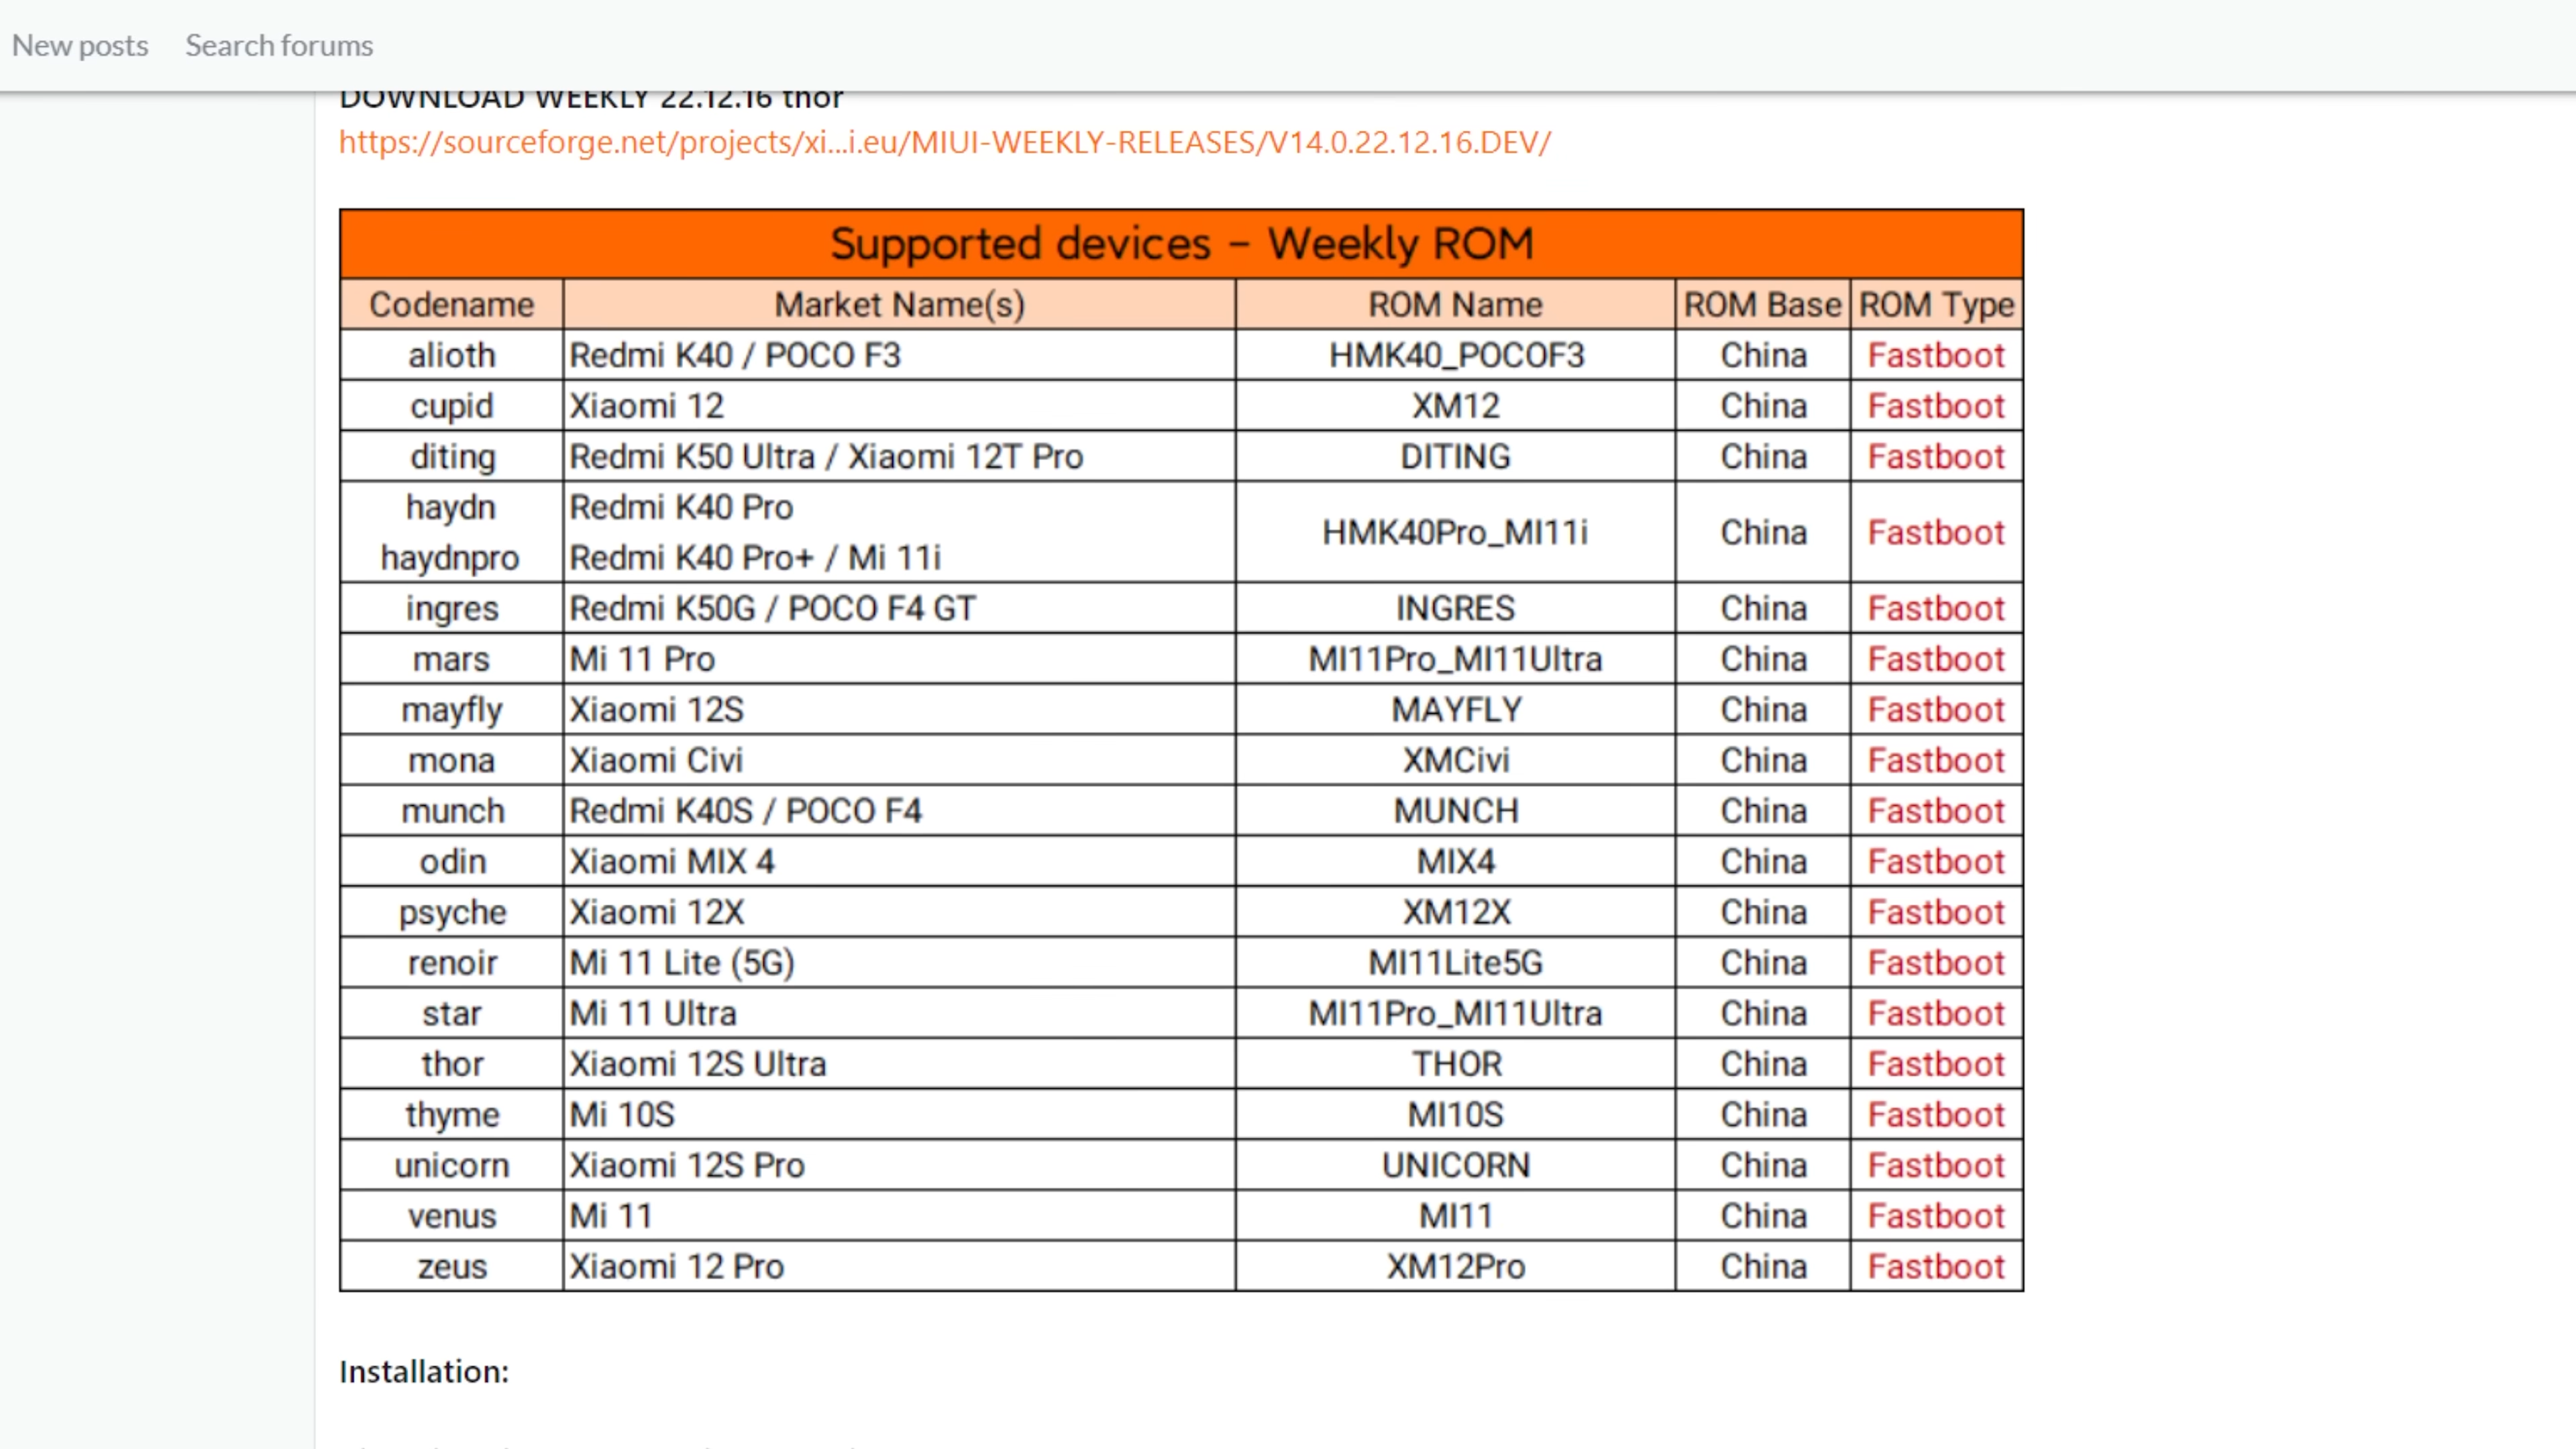 New posts Search forums
DOWNLOAD WEEKLY 22.12.16 thor
https://sourceforge.net/projects/xi...i.eu/MIUI-WEEKLY-RELEASES/V14.0.22.12.16.DEV/
Supported devices – Weekly ROM
Codename Market Name(s) ROM Name ROM Base ROM Type
alioth Redmi K40 / POCO F3 HMK40_POCOF3 China Fastboot
cupid Xiaomi 12 XM12 China Fastboot
diting Redmi K50 Ultra / Xiaomi 12T Pro DITING China Fastboot
haydn Redmi K40 Pro
HMK40Pro_MI11i China Fastboot
haydnpro Redmi K40 Pro+ / Mi 11i
ingres Redmi K50G / POCO F4 GT INGRES China Fastboot
mars Mi 11 Pro MI11Pro_MI11Ultra China Fastboot
mayfly Xiaomi 12S MAYFLY China Fastboot
mona Xiaomi Civi XMCivi China Fastboot
munch Redmi K40S / POCO F4 MUNCH China Fastboot
odin Xiaomi MIX 4 MIX4 China Fastboot
psyche Xiaomi 12X XM12X China Fastboot
renoir Mi 11 Lite (5G) MI11Lite5G China Fastboot
star Mi 11 Ultra MI11Pro_MI11Ultra China Fastboot
thor Xiaomi 12S Ultra THOR China Fastboot
thyme Mi 10S MI10S China Fastboot
unicorn Xiaomi 12S Pro UNICORN China Fastboot
venus Mi 11 MI11 China Fastboot
zeus Xiaomi 12 Pro XM12Pro China Fastboot
Installation: